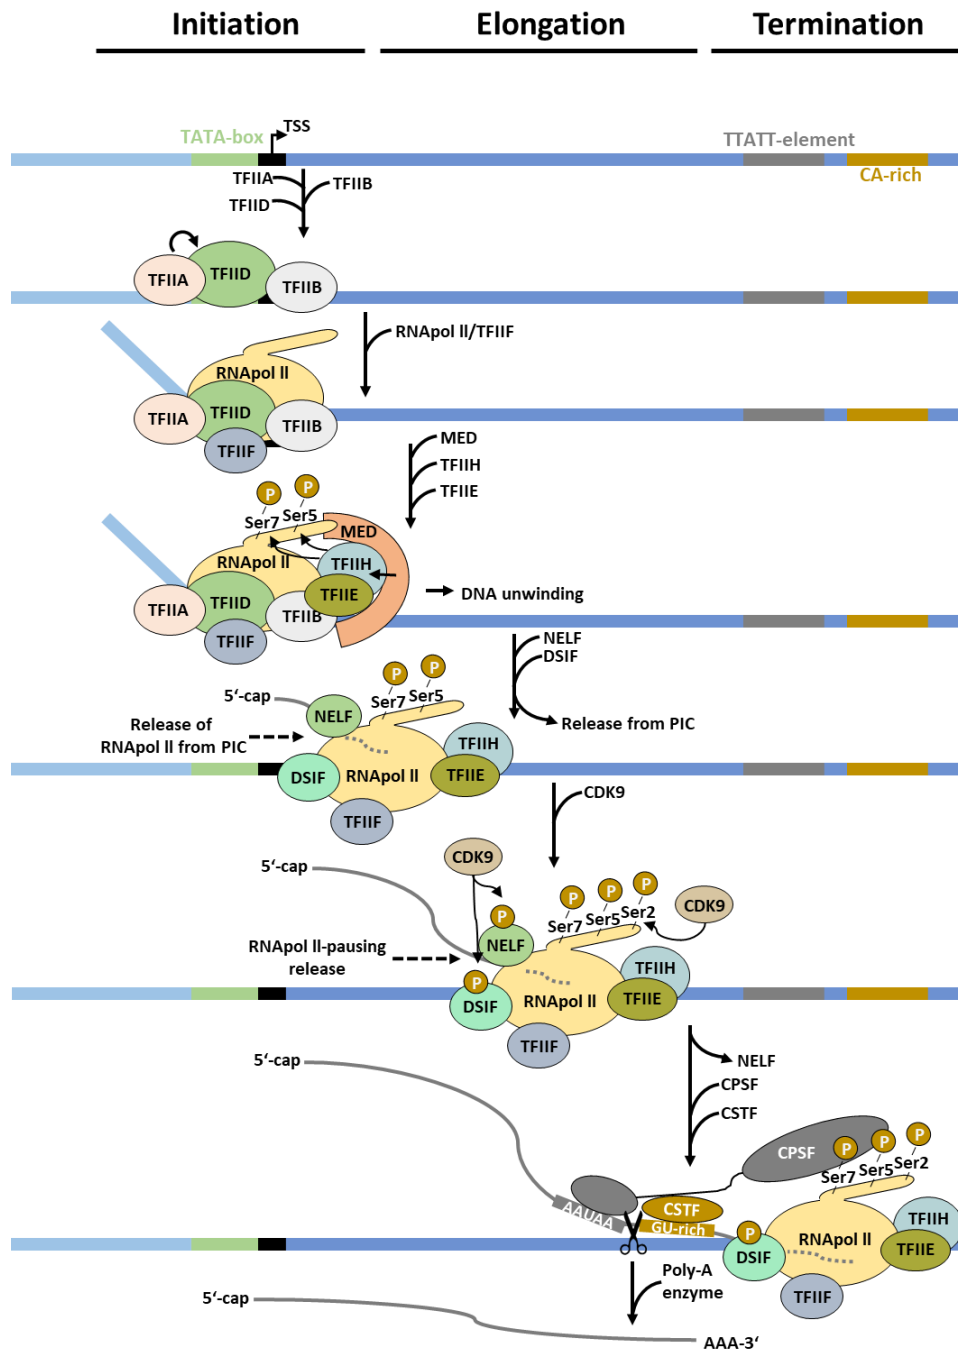 Initiation
Elongation
Termination
TATA-box
TSS
TTATT-element
CA-rich
TFIIA
TFIIB
TFIID
TFIIA
TFIID
TFIIB
RNApol II/TFIIF
RNApol II
TFIIA
TFIID
TFIIB
TFIIF
MED
TFIIH
TFIIE
P
P
Ser7
Ser5
MED
RNApol II
TFIIH
TFIIE
TFIIA
TFIID
TFIIB
TFIIF
DNA unwinding
NELF
DSIF
P
P
5‘-cap
Ser7
Ser5
NELF
Release of
RNApol II from PIC
Release from PIC
TFIIH
DSIF
RNApol II
TFIIE
TFIIF
CDK9
CDK9
5‘-cap
P
P
P
P
Ser7
Ser5
Ser2
CDK9
NELF
RNApol II-pausing
release
P
TFIIH
DSIF
RNApol II
TFIIE
TFIIF
5‘-cap
NELF
CPSF
CSTF
CPSF
P
P
P
Ser7
Ser5
Ser2
AAUAA
CSTF
GU-rich
P
TFIIH
DSIF
RNApol II
TFIIE
TFIIF
Poly-A
enzyme
5‘-cap
AAA-3‘